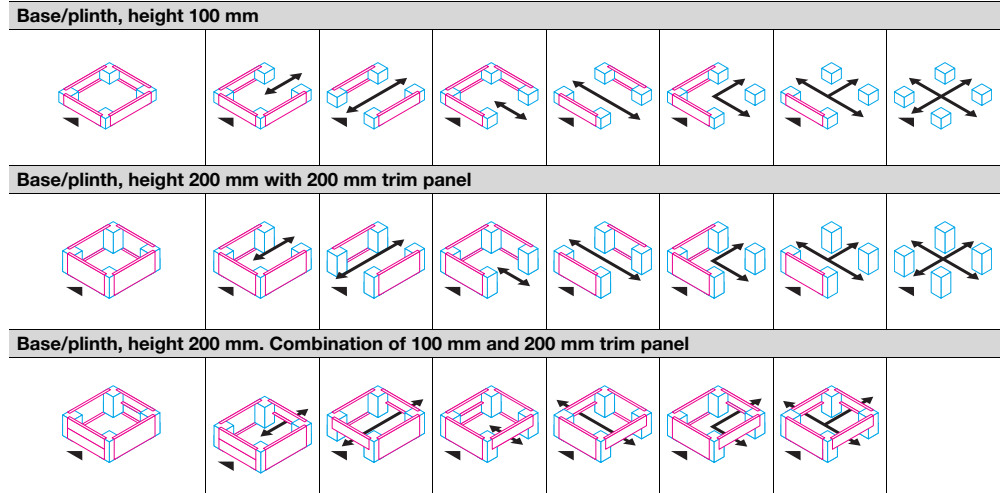 Base/plinth, height 100 mm
Base/plinth, height 200 mm with 200 mm trim panel
Base/plinth, height 200 mm. Combination of 100 mm and 200 mm trim panel